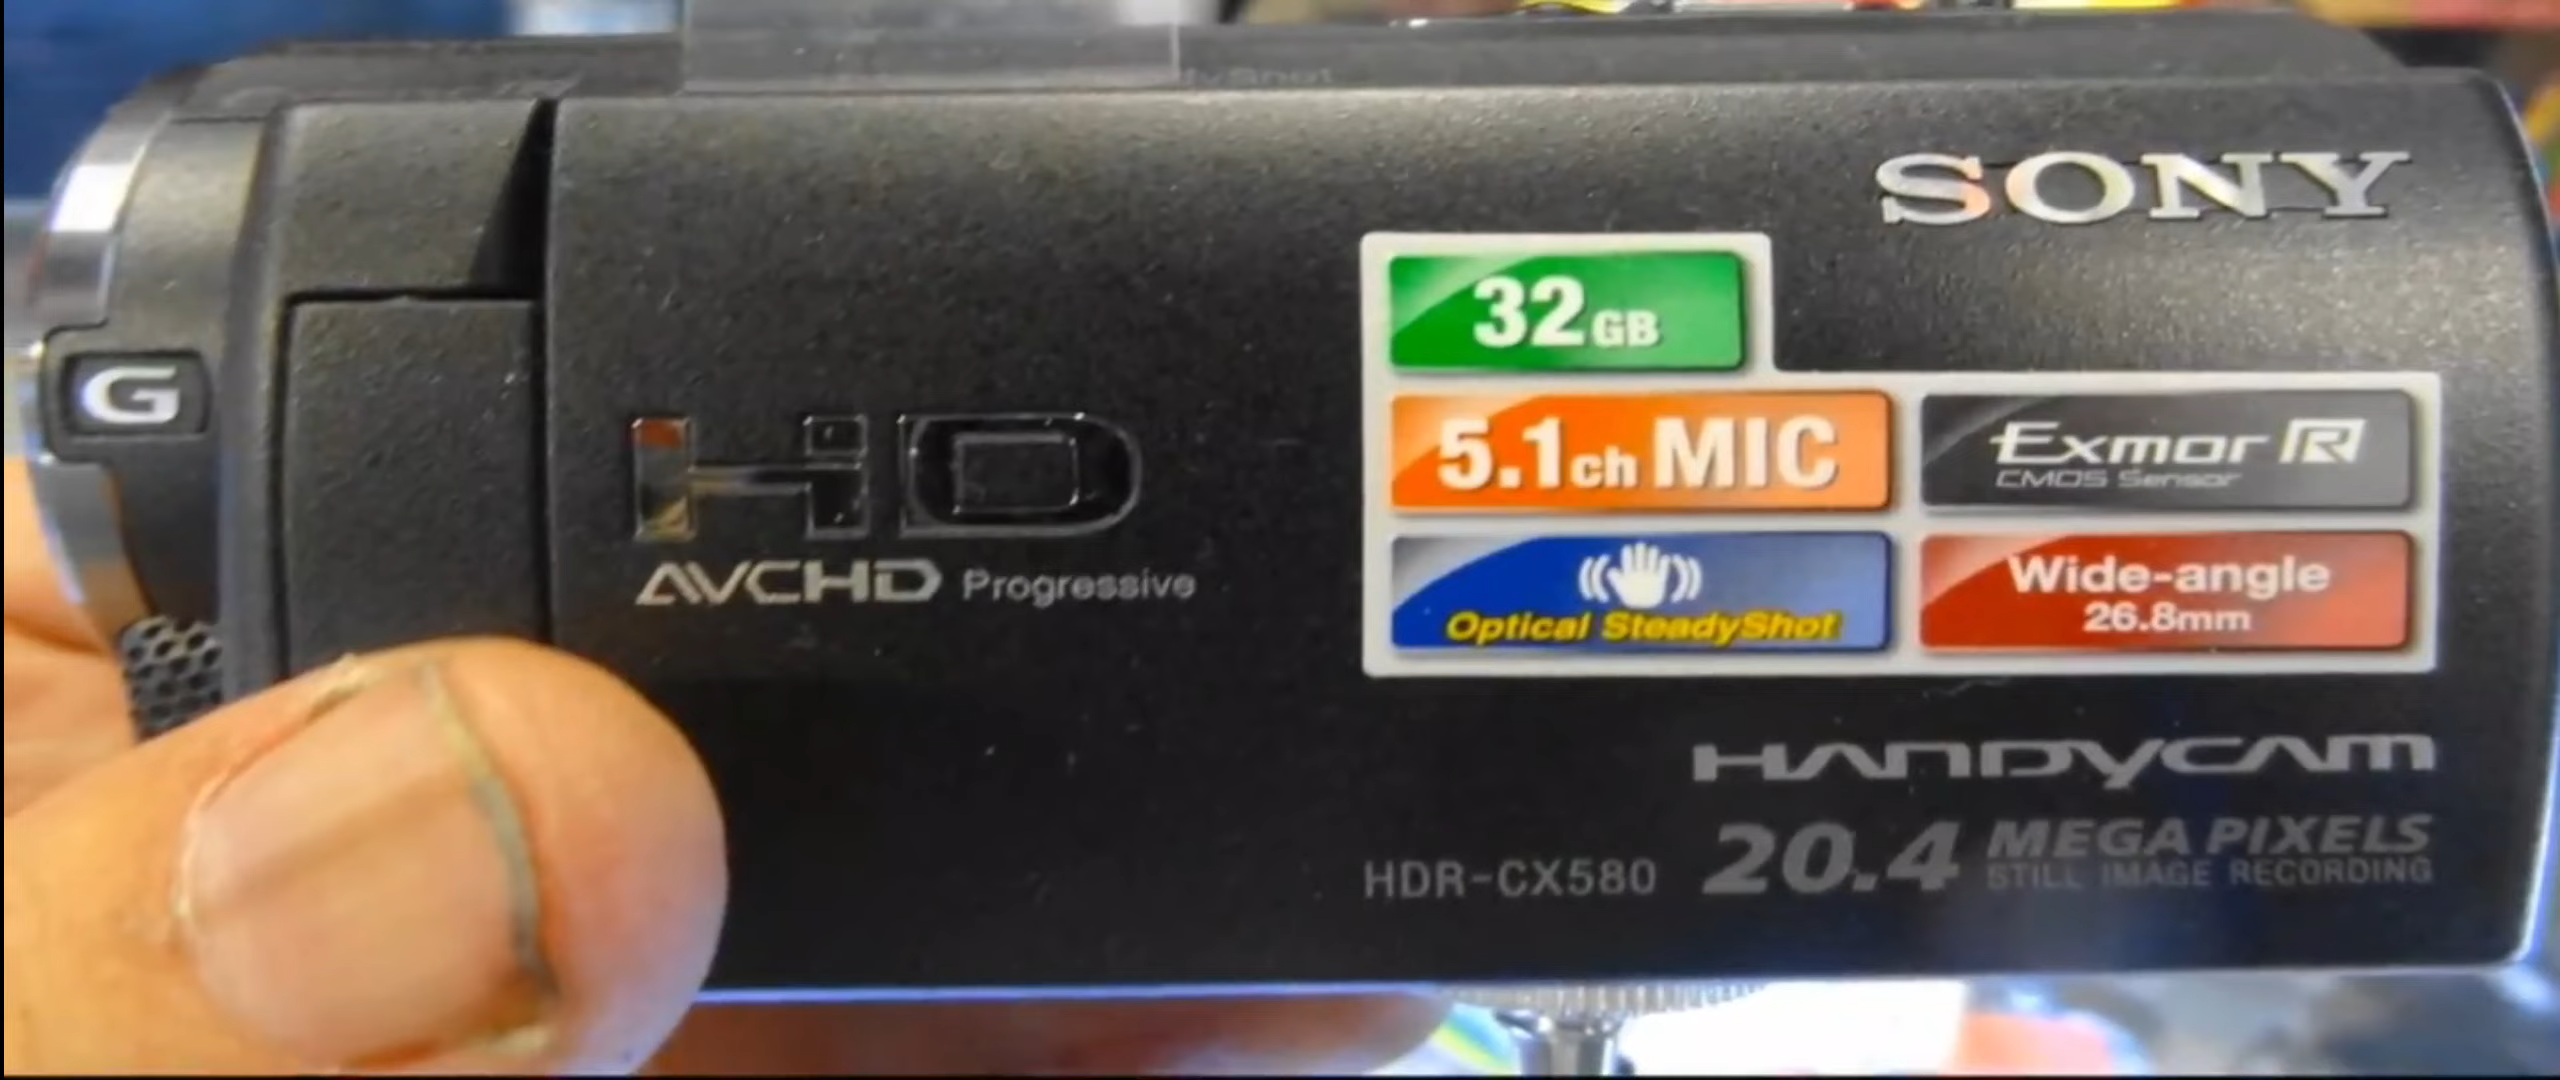 SONY
32GB
G
5.1ch MIC
Exmor R
CMOS Sensor
HD
AVCHD Progressive
Optical SteadyShot
Wide-angle
26.8mm
HANDYCAM
HDR-CX580
20.4 MEGA PIXELS
STILL IMAGE RECORDING